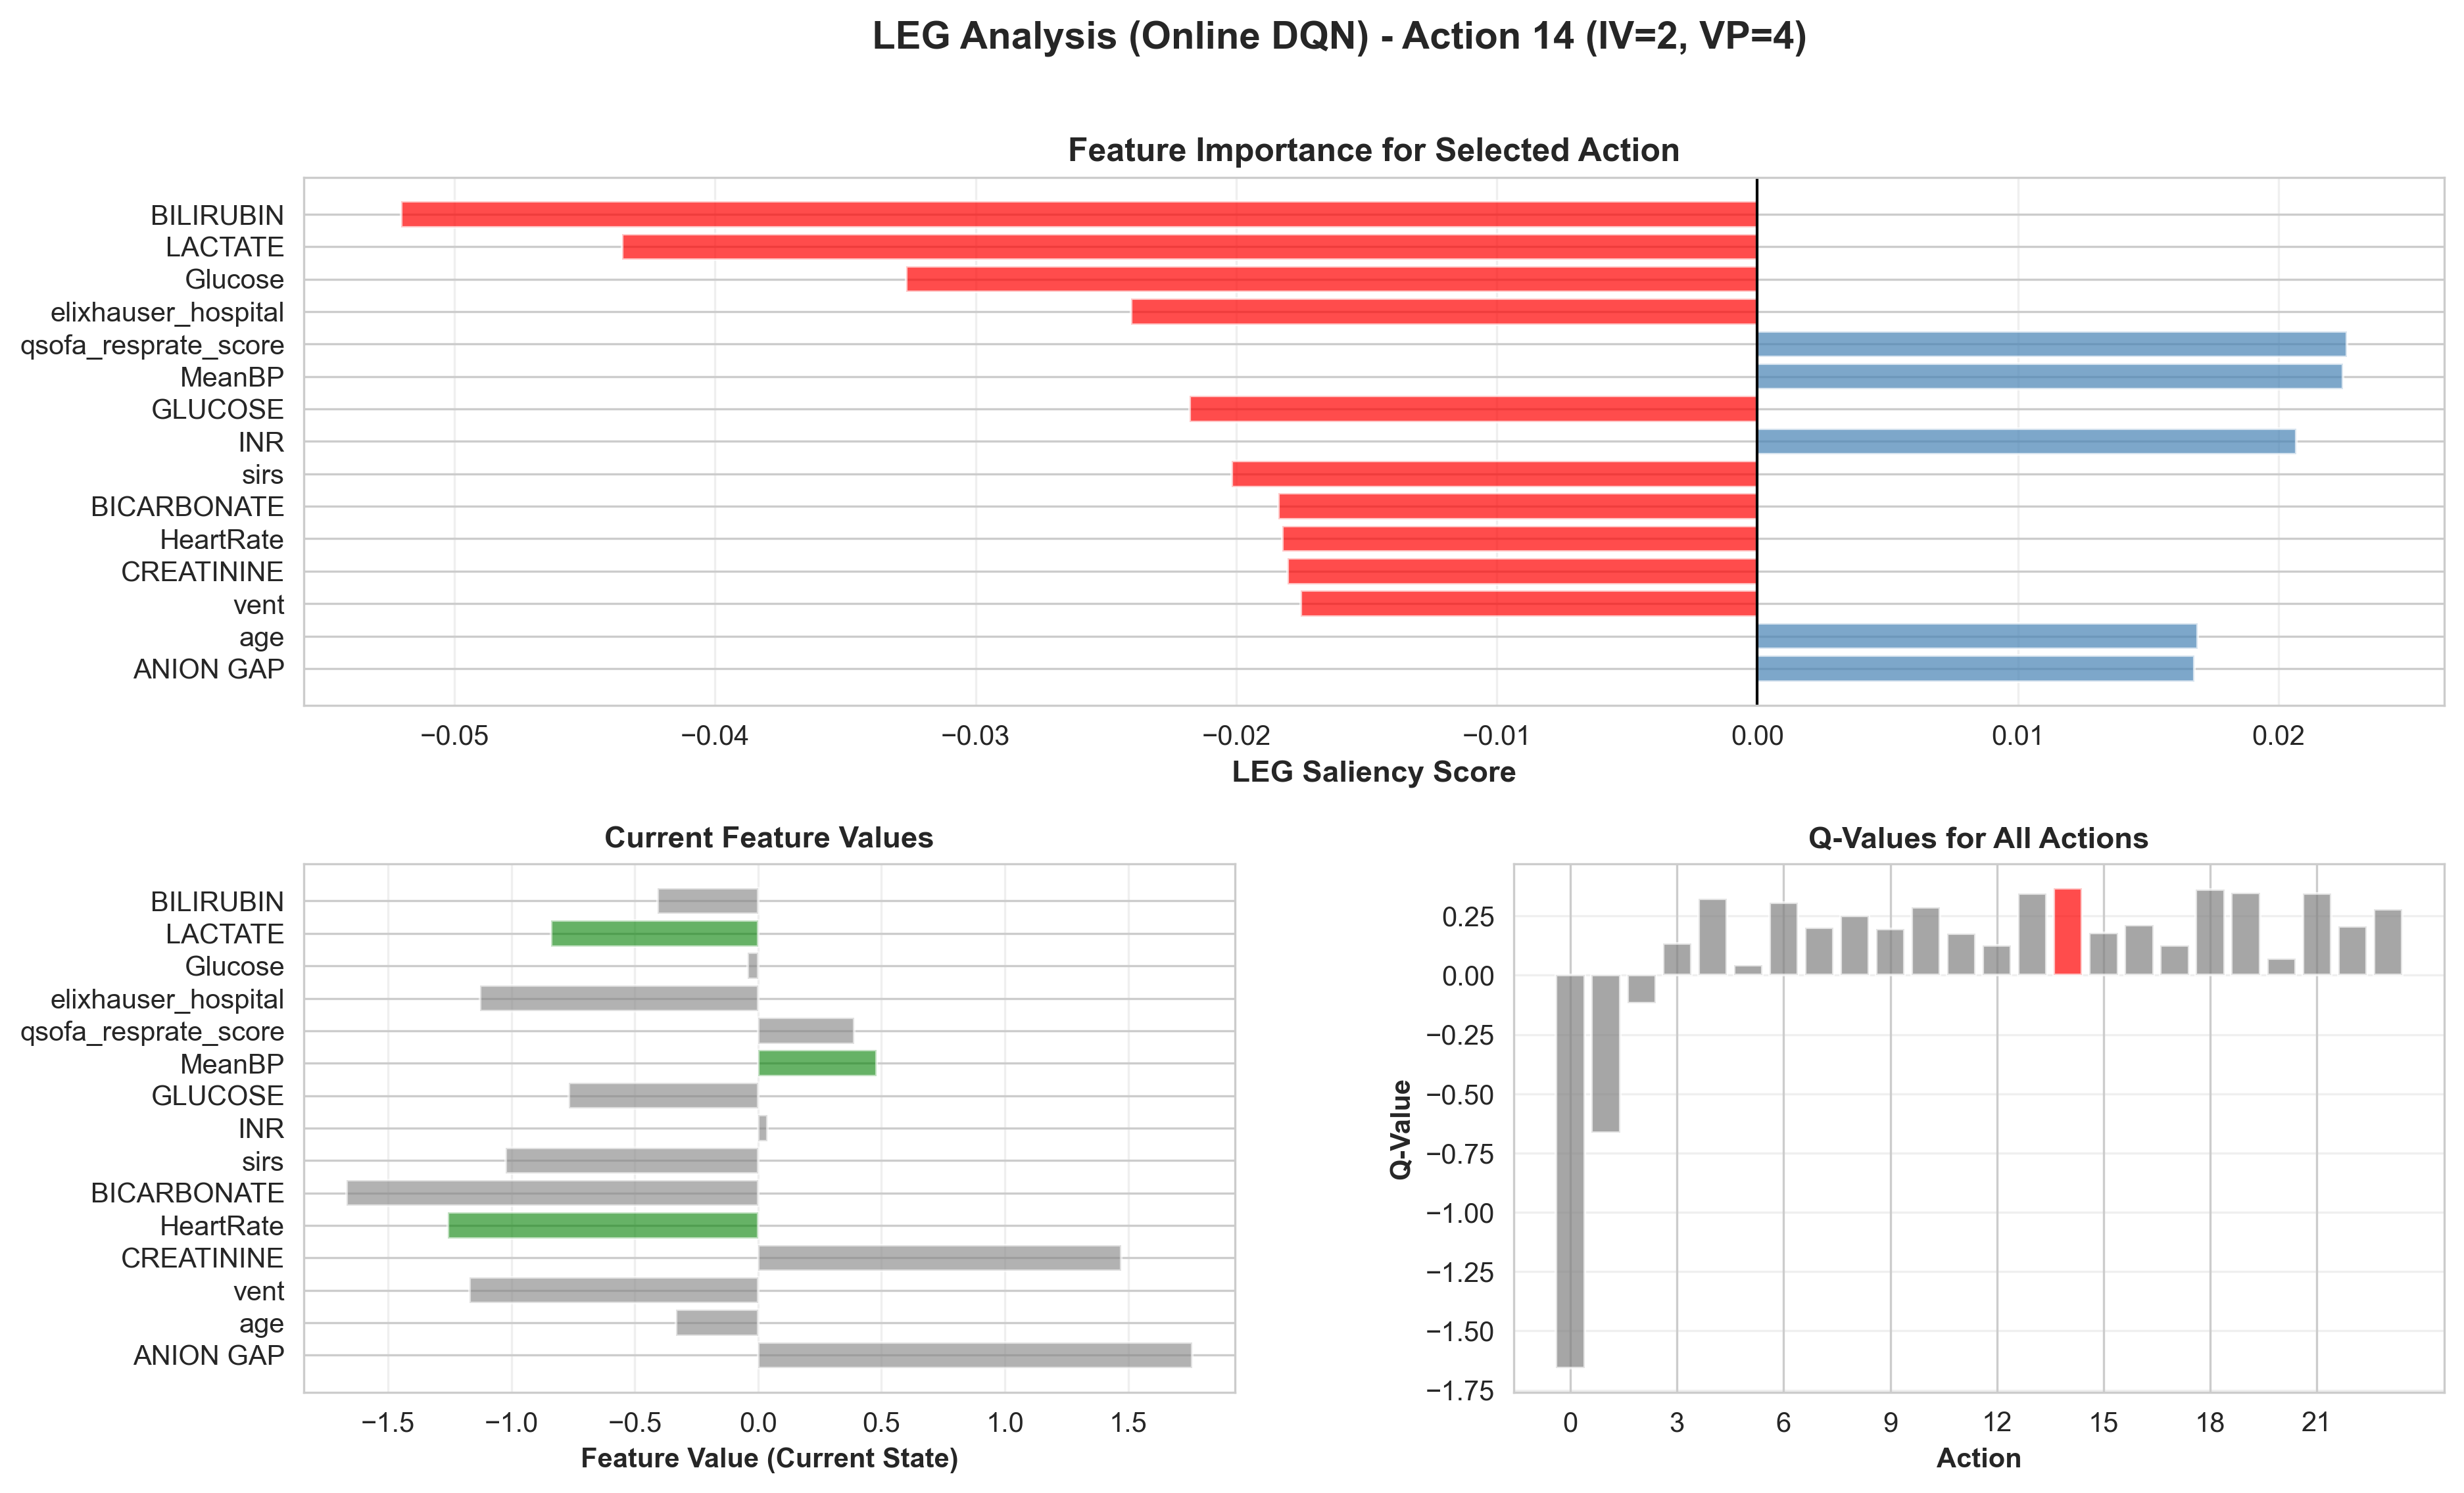 LEG Analysis (Online DQN) - Action 14 (IV=2, VP=4)
Feature Importance for Selected Action
BILIRUBIN
LACTATE
Glucose
elixhauser_hospital
qsofa_resprate_score
MeanBP
GLUCOSE
INR
sirs
BICARBONATE
HeartRate
CREATININE
vent
age
ANION GAP
−0.05 −0.04 −0.03 −0.02 −0.01 0.00 0.01 0.02
LEG Saliency Score
Current Feature Values
BILIRUBIN
LACTATE
Glucose
elixhauser_hospital
qsofa_resprate_score
MeanBP
GLUCOSE
INR
sirs
BICARBONATE
HeartRate
CREATININE
vent
age
ANION GAP
−1.5 −1.0 −0.5 0.0 0.5 1.0 1.5
Feature Value (Current State)
Q-Values for All Actions
Q-Value
0.25
0.00
−0.25
−0.50
−0.75
−1.00
−1.25
−1.50
−1.75
0 3 6 9 12 15 18 21
Action